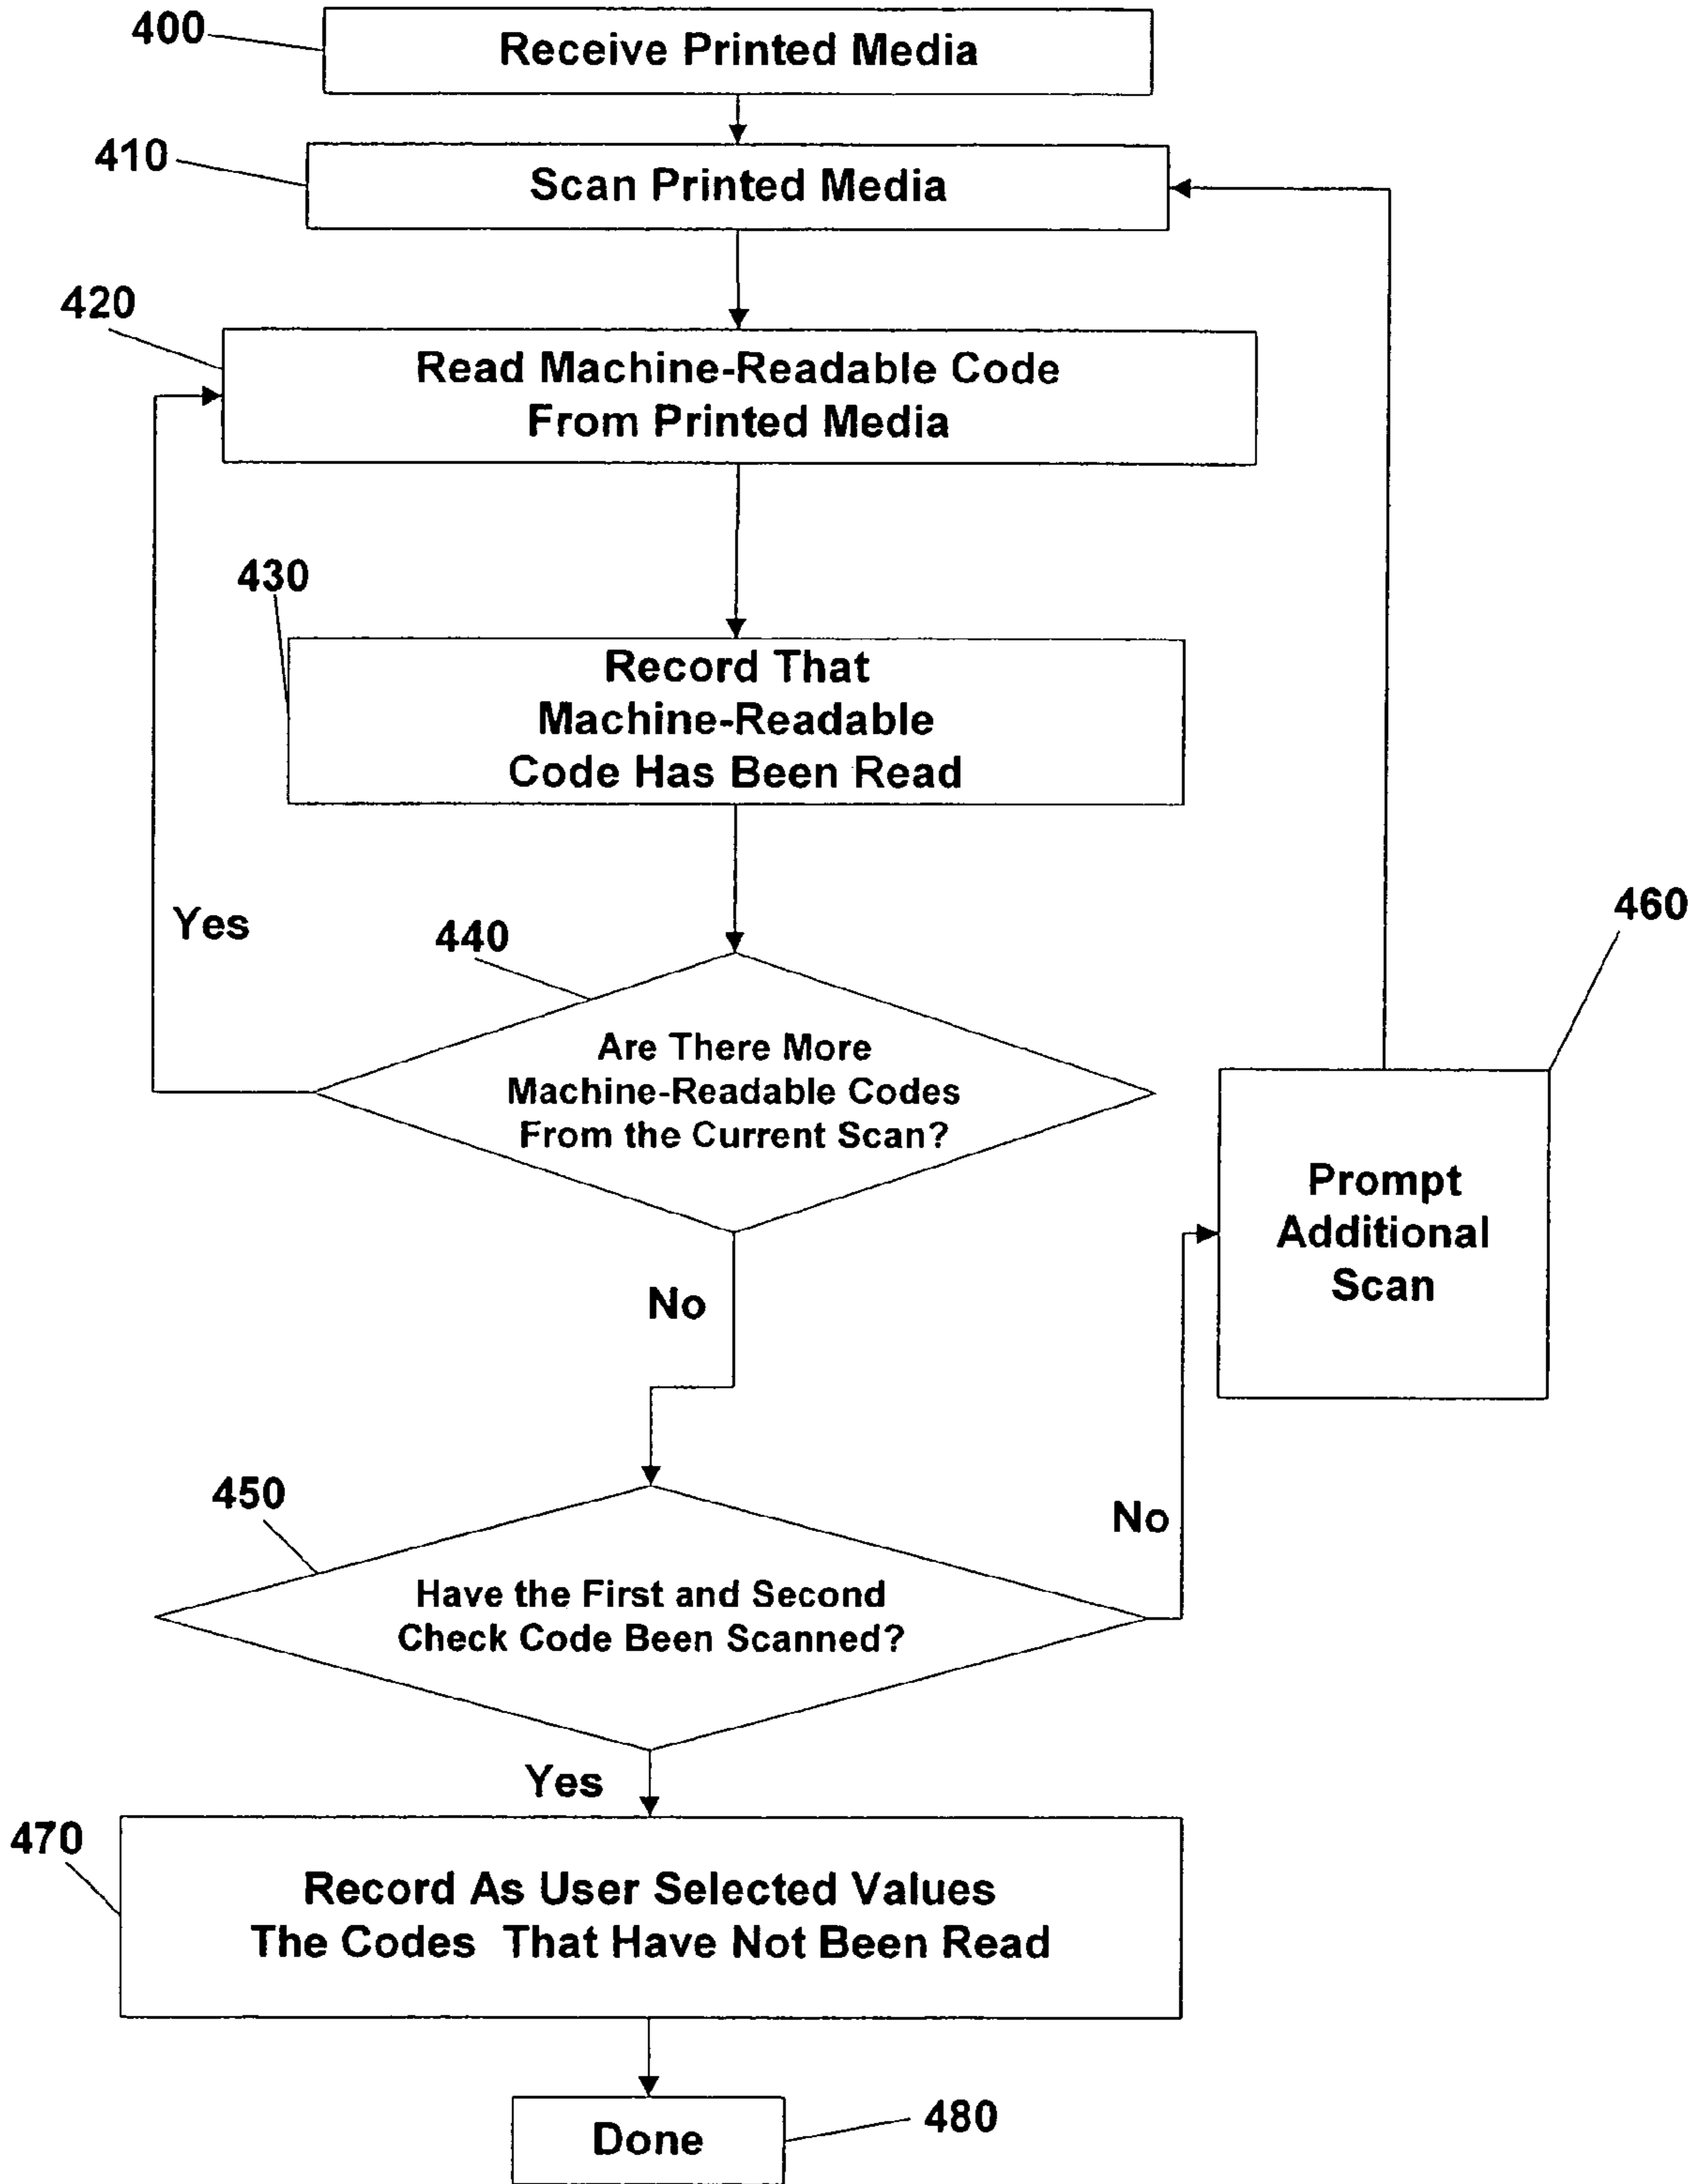 400
Receive Printed Media
410
Scan Printed Media
420
Read Machine-Readable Code
From Printed Media
430
Record That
Machine-Readable
Code Has Been Read
Yes
440
460
Are There More
Machine-Readable Codes
From the Current Scan?
Prompt
Additional
Scan
No
450
No
Have the First and Second
Check Code Been Scanned?
Yes
470
Record As User Selected Values
The Codes That Have Not Been Read
480
Done